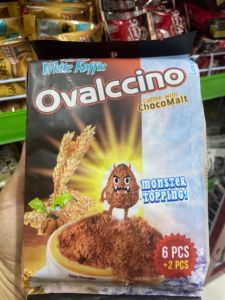 White Koffie
Ovalccino
Coffee with
ChocoMalt
MONSTER
TOPPING!
6 PCS
+2 PCS